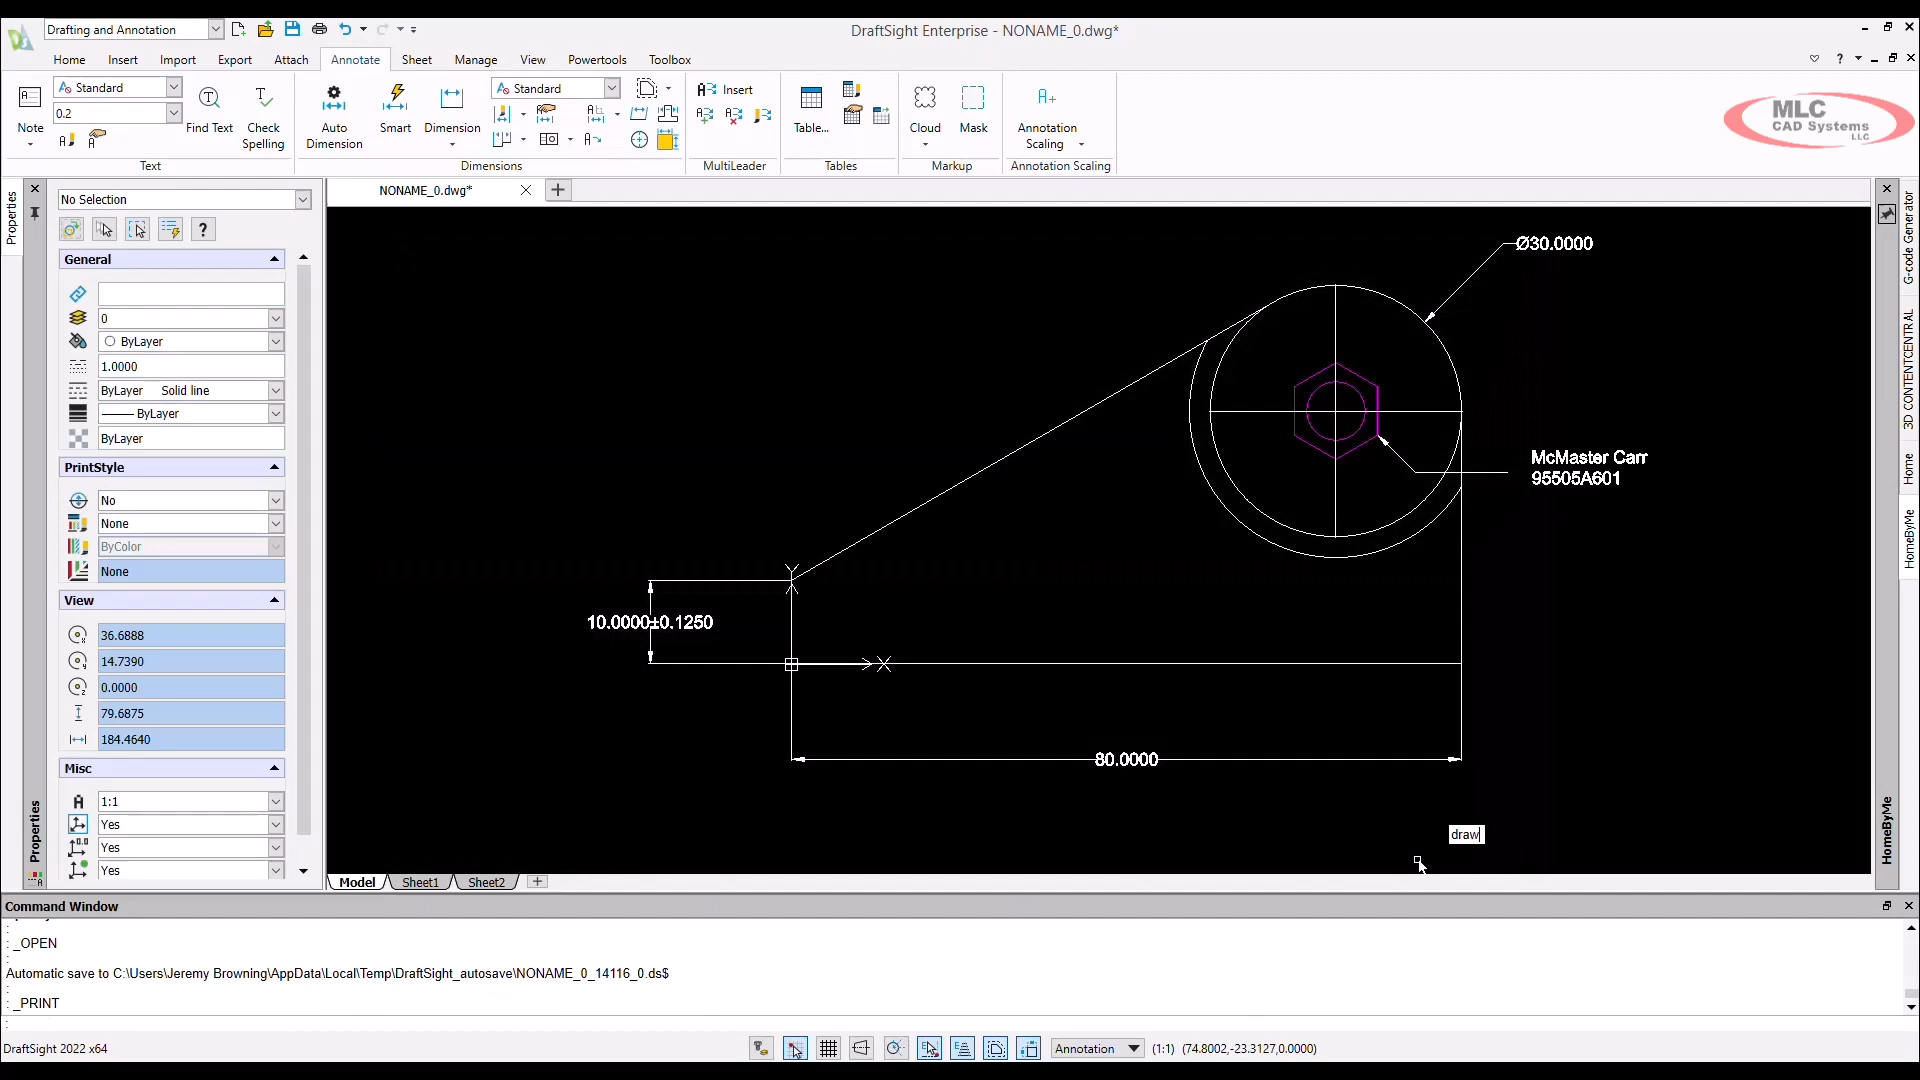 Drafting and Annotation
DraftSight Enterprise - NONAME_0.dwg*
Home
Insert
Import
Export
Attach
Annotate
Sheet
Manage
View
Powertools
Toolbox
?
Note
Standard
0.2
Find Text
Check
Spelling
Text
Auto
Dimension
Smart
Dimension
Standard
Dimensions
Insert
MultiLeader
Table...
Tables
Cloud
Mask
Markup
Annotation
Scaling
Annotation Scaling
MLC
CAD Systems
LLC
Properties
No Selection
?
General
0
ByLayer
1.0000
ByLayer Solid line
ByLayer
ByLayer
PrintStyle
No
None
ByColor
None
View
36.6888
14.7390
0.0000
79.6875
184.4640
Misc
1:1
Yes
Yes
Yes
Properties
NONAME_0.dwg*
Ø30.0000
McMaster Carr
95505A601
Y
10.0000±0.1250
X
80.0000
draw
G-code Generator
3D CONTENTCENTRAL
Home
HomeByMe
HomeByMe
Model
Sheet1
Sheet2
Command Window
:
: _OPEN
:
Automatic save to C:\Users\Jeremy Browning\AppData\Local\Temp\DraftSight_autosave\NONAME_0_14116_0.ds$
:
: _PRINT
:
DraftSight 2022 x64
Annotation
(1:1)
(74.8002,-23.3127,0.0000)